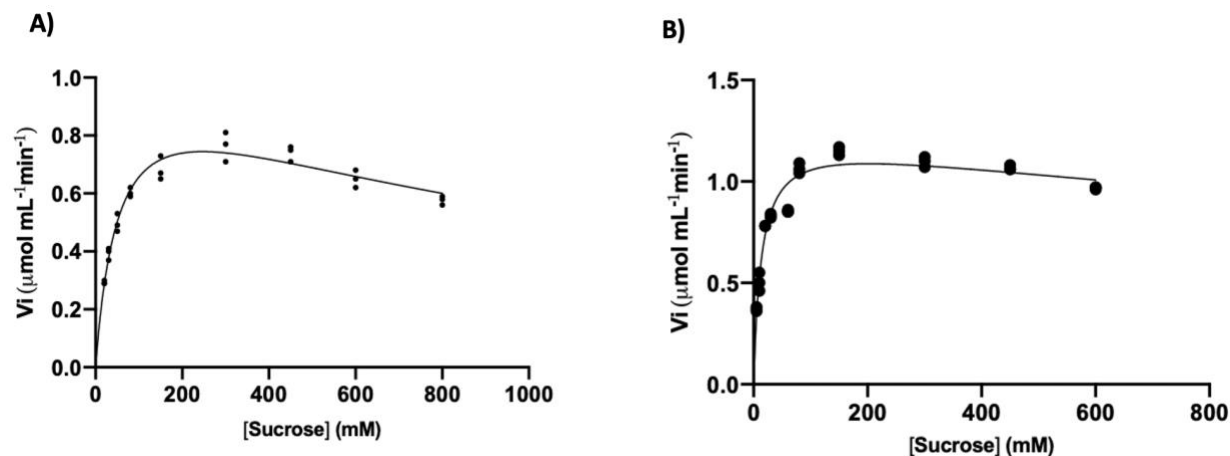 A)
1.0
0.8
0.6
0.4
0.2
0.0
Vi (μmol mL⁻¹min⁻¹)
0 200 400 600 800 1000
[Sucrose] (mM)
B)
1.5
1.0
0.5
0.0
Vi (μmol mL⁻¹min⁻¹)
0 200 400 600 800
[Sucrose] (mM)